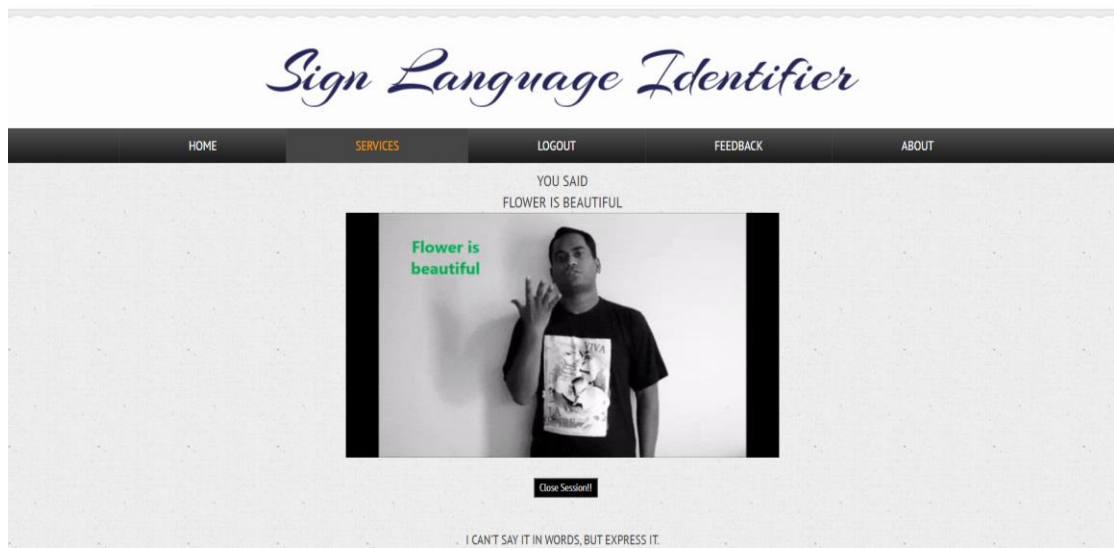 Sign Language Identifier
HOME SERVICES LOGOUT FEEDBACK ABOUT
YOU SAID
FLOWER IS BEAUTIFUL
Flower is
beautiful
VIVA
Close Session!!
I CAN'T SAY IT IN WORDS, BUT EXPRESS IT.